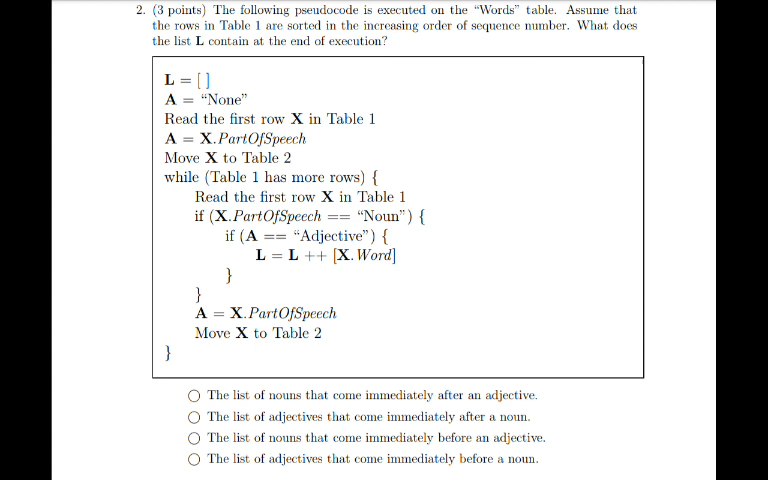 2. (3 points) The following pseudocode is executed on the “Words” table. Assume that
the rows in Table 1 are sorted in the increasing order of sequence number. What does
the list L contain at the end of execution?
L = [ ]
A = “None”
Read the first row X in Table 1
A = X.PartOfSpeech
Move X to Table 2
while (Table 1 has more rows) {
Read the first row X in Table 1
if (X.PartOfSpeech == “Noun”) {
if (A == “Adjective”) {
L = L ++ [X.Word]
}
}
A = X.PartOfSpeech
Move X to Table 2
}
The list of nouns that come immediately after an adjective.
The list of adjectives that come immediately after a noun.
The list of nouns that come immediately before an adjective.
The list of adjectives that come immediately before a noun.